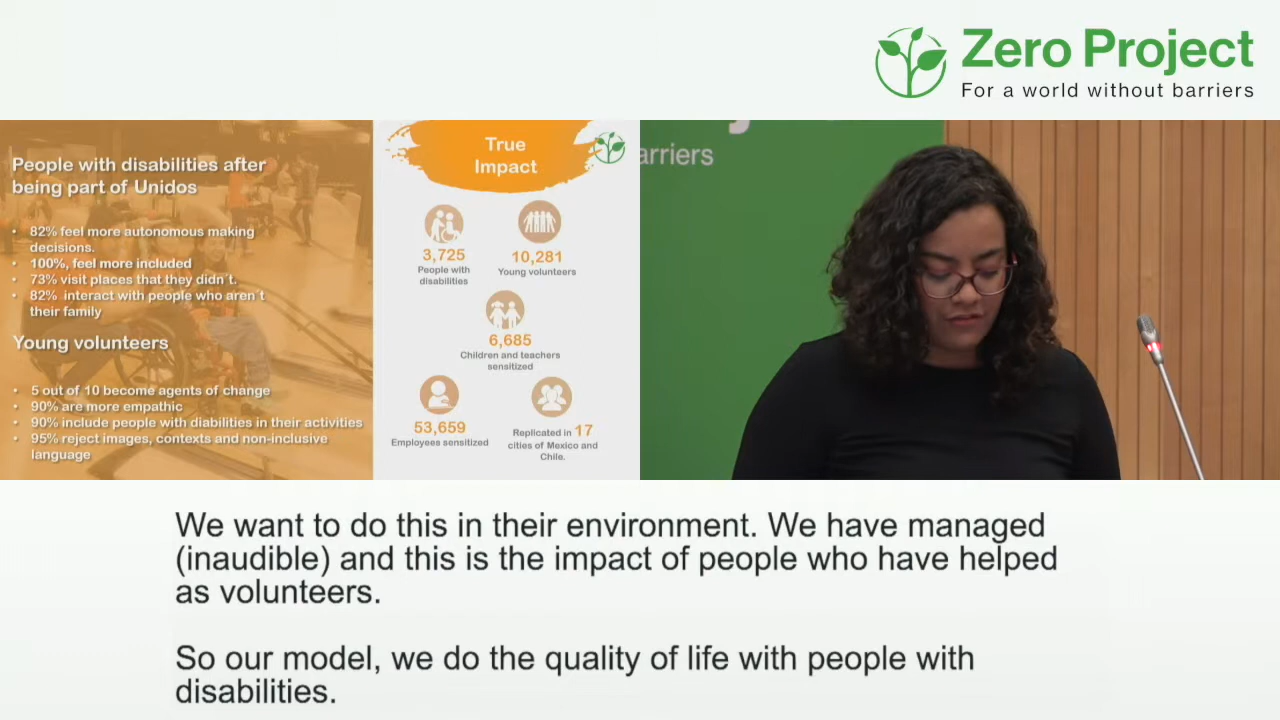 Zero Project
For a world without barriers
People with disabilities after
being part of Unidos
• 82% feel more autonomous making
decisions.
• 100%, feel more included
• 73% visit places that they didn´t.
• 82% interact with people who aren´t
their family
Young volunteers
• 5 out of 10 become agents of change
• 90% are more empathic
• 90% include people with diabilities in their activities
• 95% reject images, contexts and non-inclusive
language
True
Impact
3,725
People with
disabilities
10,281
Young volunteers
6,685
Children and teachers
sensitized
53,659
Employees sensitized
Replicated in 17
cities of Mexico and
Chile.
arriers
We want to do this in their environment. We have managed
(inaudible) and this is the impact of people who have helped
as volunteers.
So our model, we do the quality of life with people with
disabilities.